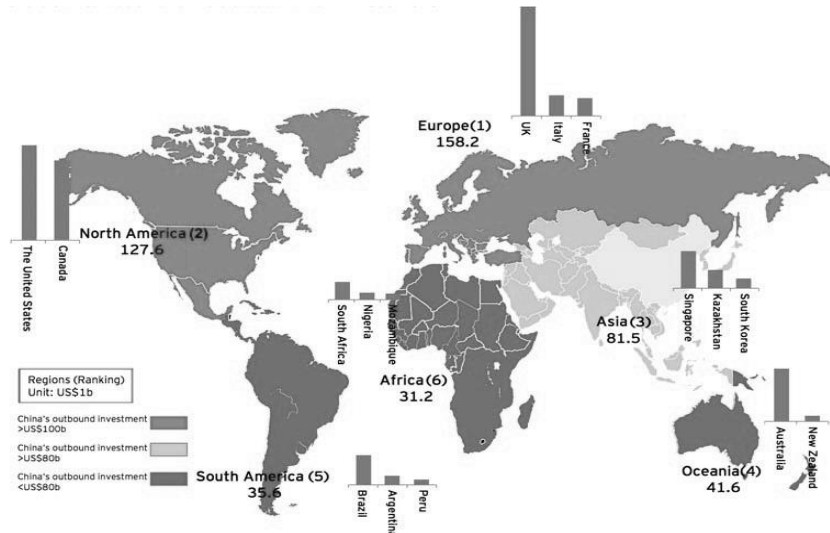 UK
Italy
France
Europe(1)
158.2
The United States
Canada
North America (2)
127.6
South Africa
Nigeria
Mozambique
Africa(6)
31.2
Singapore
Kazakhstan
South Korea
Asia(3)
81.5
Australia
New Zealand
Oceania(4)
41.6
Brazil
Argentina
Peru
South America (5)
35.6
Regions (Ranking)
Unit: US$1b
China's outbound investment
>US$100b
China's outbound investment
>US$80b
China's outbound investment
<US$80b